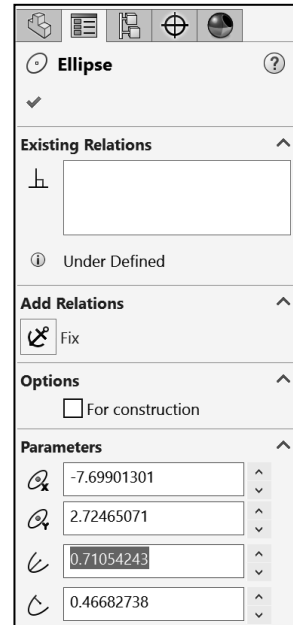 Ellipse
?
Existing Relations
Under Defined
Add Relations
Fix
Options
For construction
Parameters
-7.69901301
2.72465071
0.71054243
0.46682738